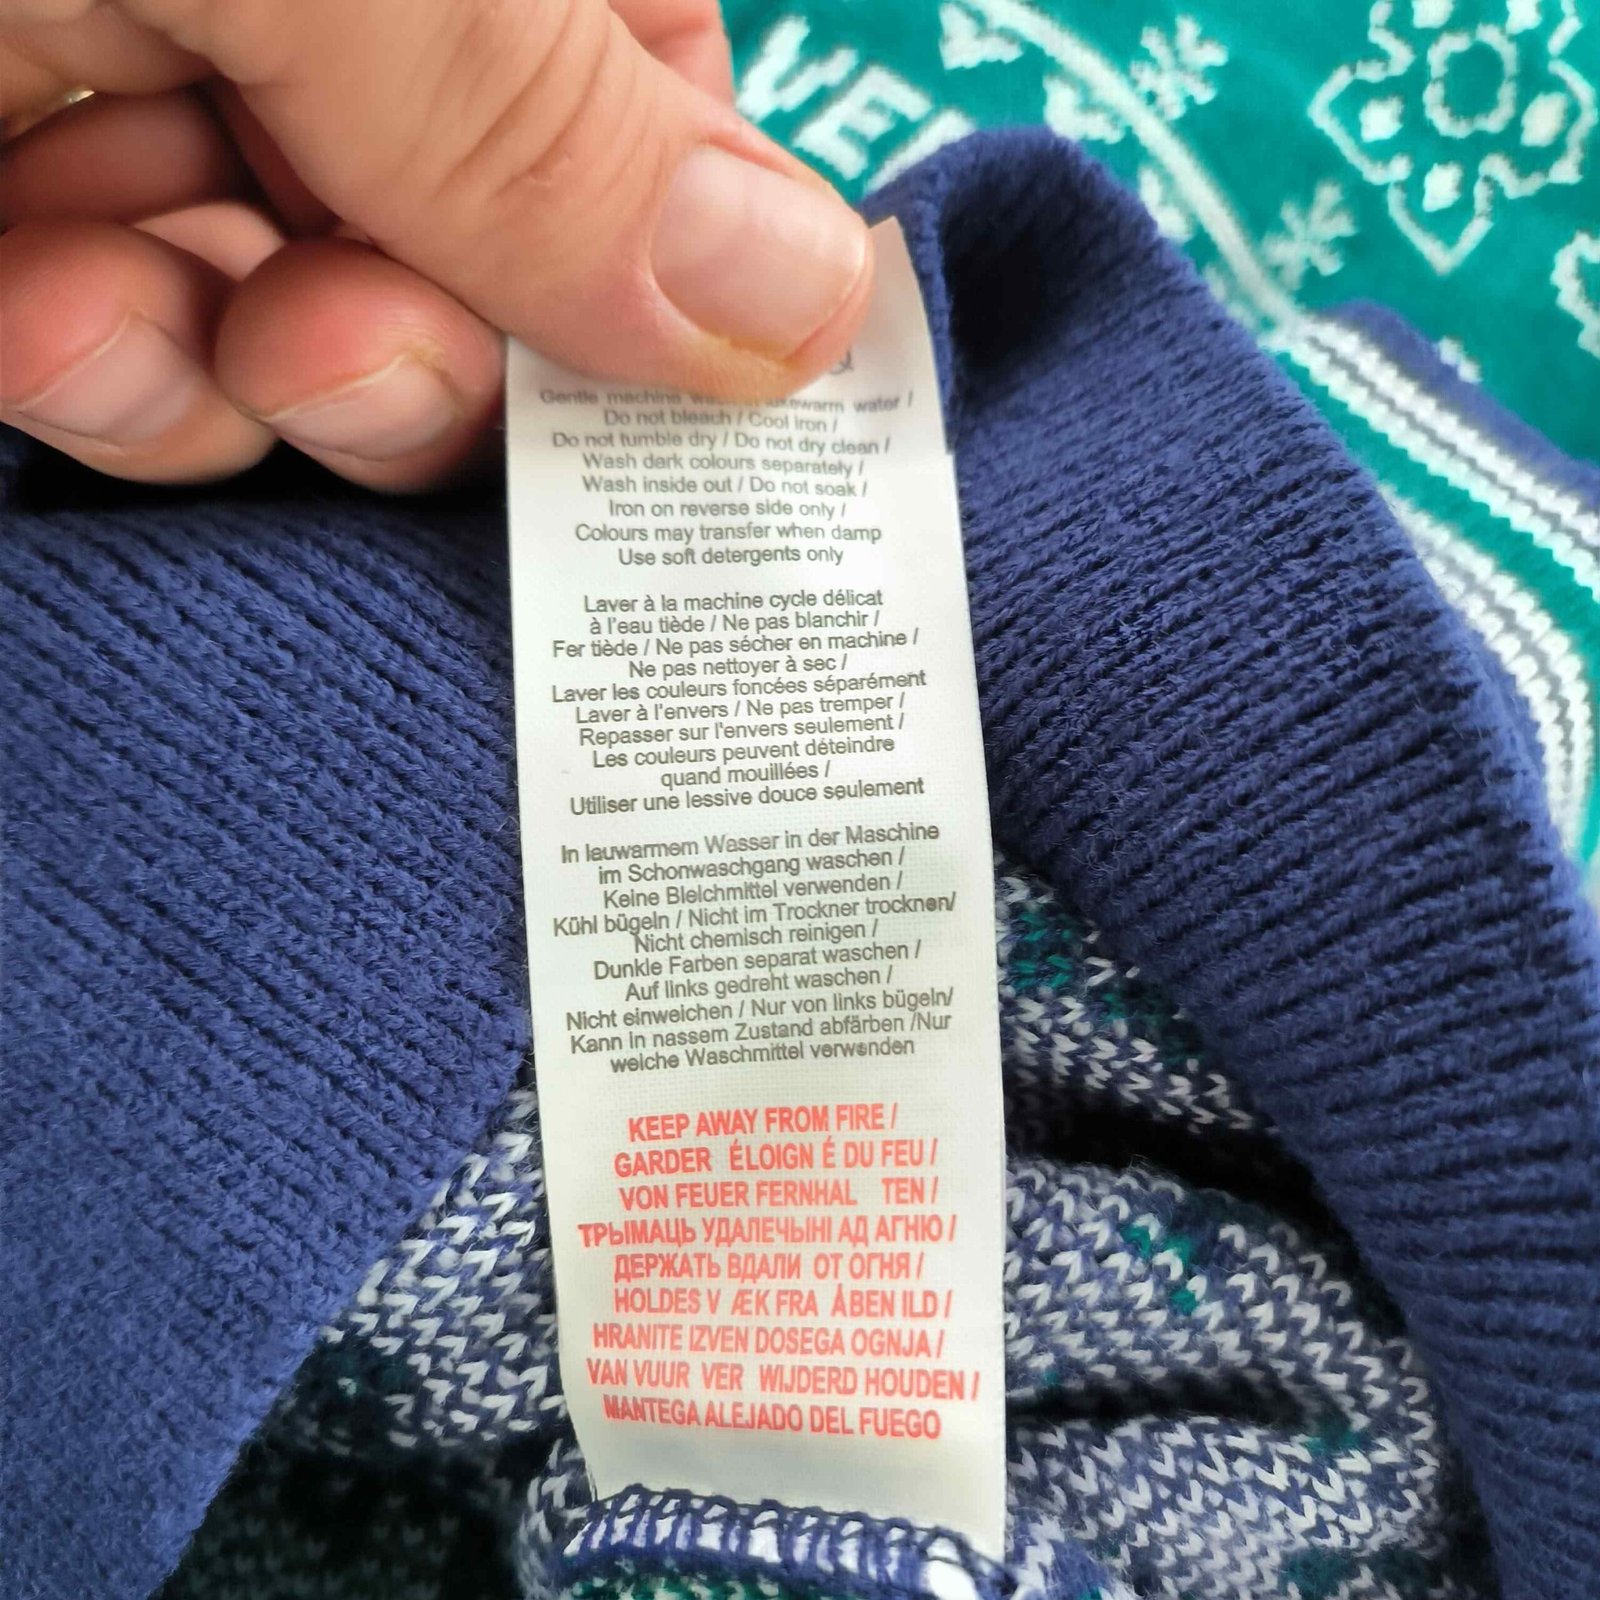 VE
Gentle machine lukewarm water /
Do not bleach / Cool iron /
Do not tumble dry / Do not dry clean /
Wash dark colours separately /
Wash inside out / Do not soak /
Iron on reverse side only /
Colours may transfer when damp
Use soft detergents only
Laver à la machine cycle délicat
à l'eau tiède / Ne pas blanchir /
Fer tiède / Ne pas sécher en machine /
Ne pas nettoyer à sec /
Laver les couleurs foncées séparément
Laver à l'envers / Ne pas tremper /
Repasser sur l'envers seulement /
Les couleurs peuvent déteindre
quand mouillées /
Utiliser une lessive douce seulement
In lauwarmem Wasser in der Maschine
im Schonwaschgang waschen /
Keine Bleichmittel verwenden /
Kühl bügeln / Nicht im Trockner trocknen/
Nicht chemisch reinigen /
Dunkle Farben separat waschen /
Auf links gedreht waschen /
Nicht einweichen / Nur von links bügeln/
Kann in nassem Zustand abfärben /Nur
weiche Waschmittel verwenden
KEEP AWAY FROM FIRE /
GARDER ÉLOIGN É DU FEU /
VON FEUER FERNHAL TEN /
ТРЫМАЦЬ УДАЛЕЧЫНІ АД АГНЮ /
ДЕРЖАТЬ ВДАЛИ ОТ ОГНЯ /
HOLDES V ÆK FRA ÅBEN ILD /
HRANITE IZVEN DOSEGA OGNJA /
VAN VUUR VER WIJDERD HOUDEN /
MANTEGA ALEJADO DEL FUEGO